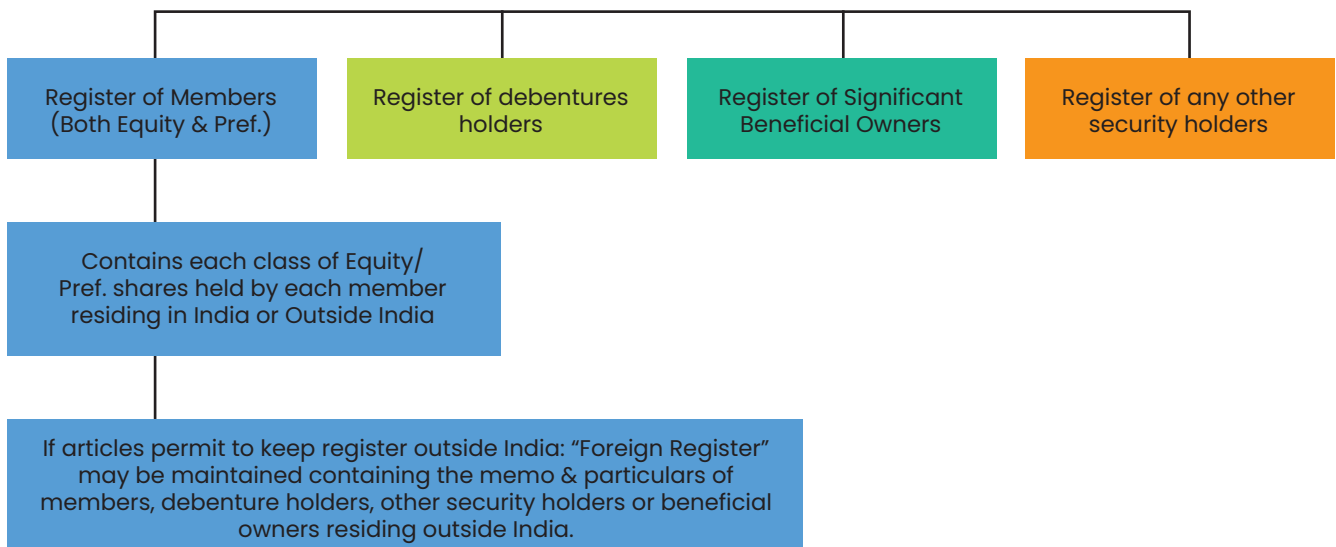 Register of Members
(Both Equity & Pref.)
Register of debentures
holders
Register of Significant
Beneficial Owners
Register of any other
security holders
Contains each class of Equity/
Pref. shares held by each member
residing in India or Outside India
If articles permit to keep register outside India: “Foreign Register”
may be maintained containing the memo & particulars of
members, debenture holders, other security holders or beneficial
owners residing outside India.